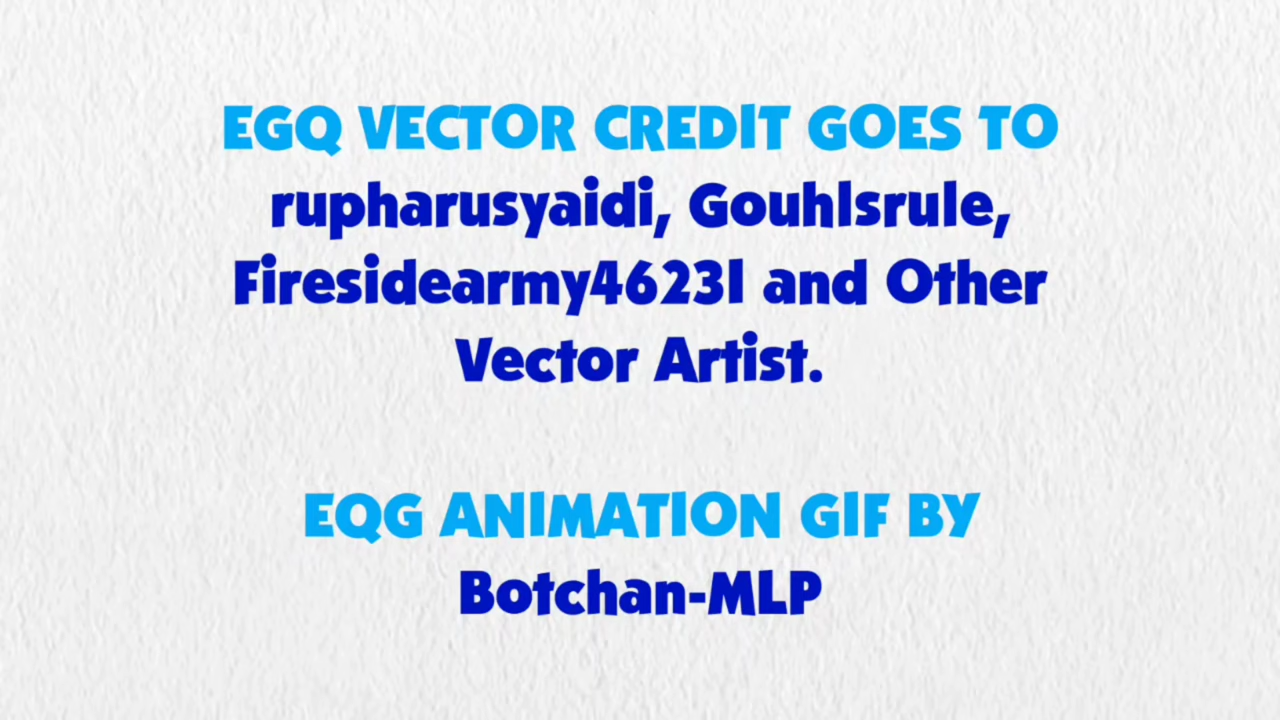 EGQ VECTOR CREDIT GOES TO
rupharusyaidi, Gouhlsrule,
Firesidearmy46231 and Other
Vector Artist.
EQG ANIMATION GIF BY
Botchan-MLP